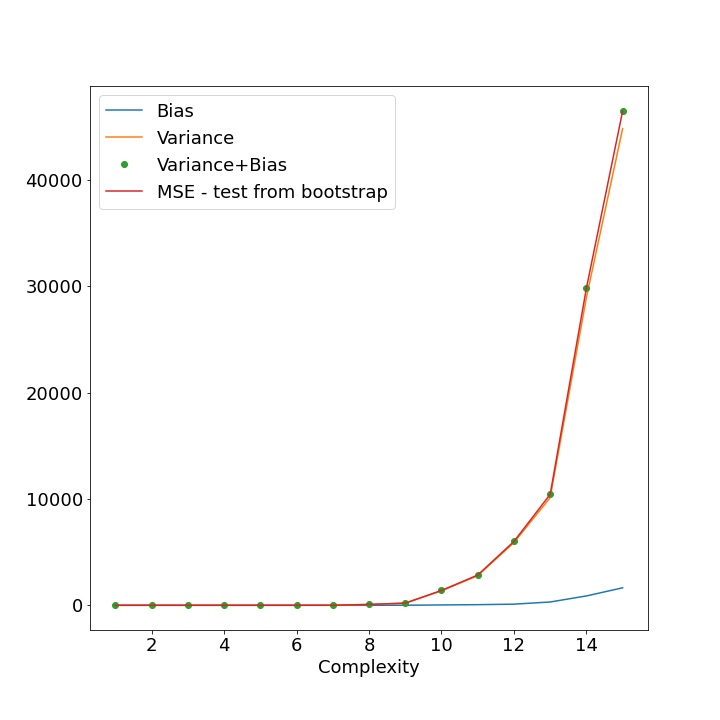 Bias
Variance
Variance+Bias
MSE - test from bootstrap
40000
30000
20000
10000
0
2 4 6 8 10 12 14
Complexity